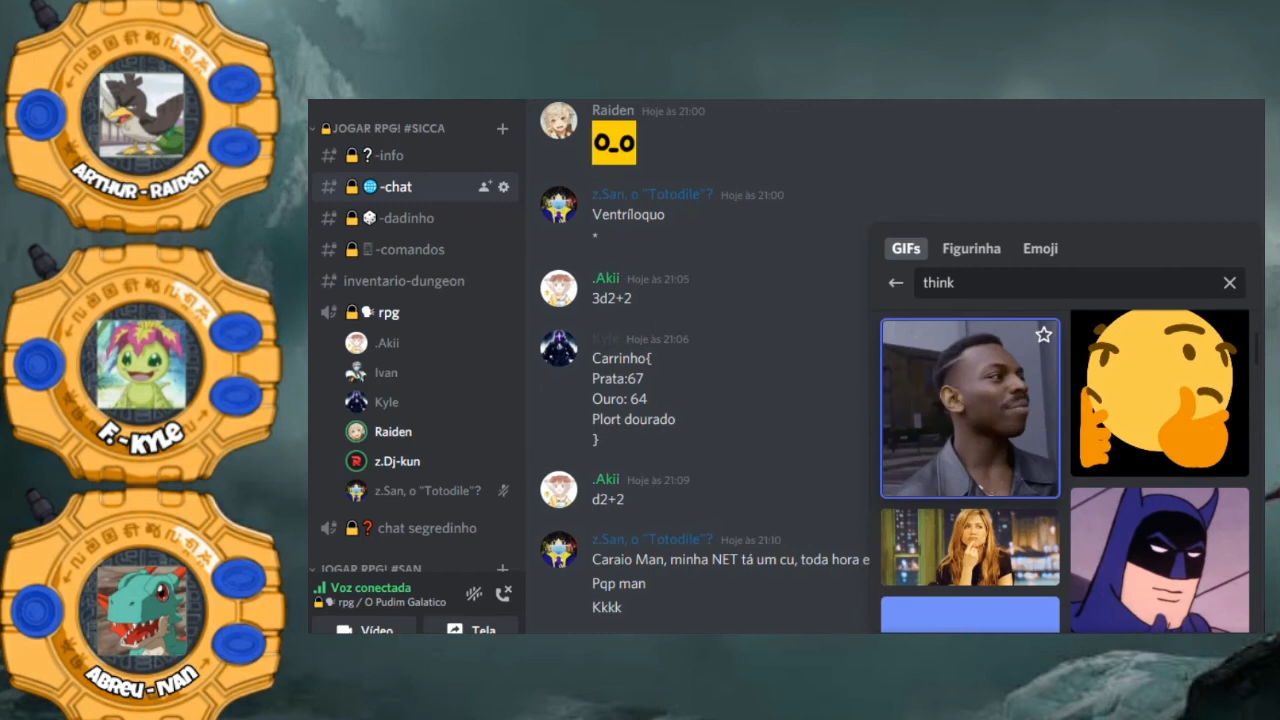 ARTHUR - RAIDEN
F. - KYLE
ABREU - IVAN
JOGAR RPG! #SICCA
-info
-chat
-dadinho
-comandos
inventario-dungeon
rpg
.Akii
Ivan
Kyle
Raiden
z.Dj-kun
z.San, o "Totodile"?
chat segredinho
JOGAR RPG! #SAN
Voz conectada
rpg / O Pudim Galatico
Vídeo
Tela
Raiden Hoje às 21:00
z.San, o "Totodile"? Hoje às 21:00
Ventríloquo
*
.Akii Hoje às 21:05
3d2+2
Kyle Hoje às 21:06
Carrinho{
Prata:67
Ouro: 64
Plort dourado
}
.Akii Hoje às 21:09
d2+2
z.San, o "Totodile"? Hoje às 21:10
Caraio Man, minha NET tá um cu, toda hora e
Pqp man
Kkkk
GIFs
Figurinha
Emoji
think